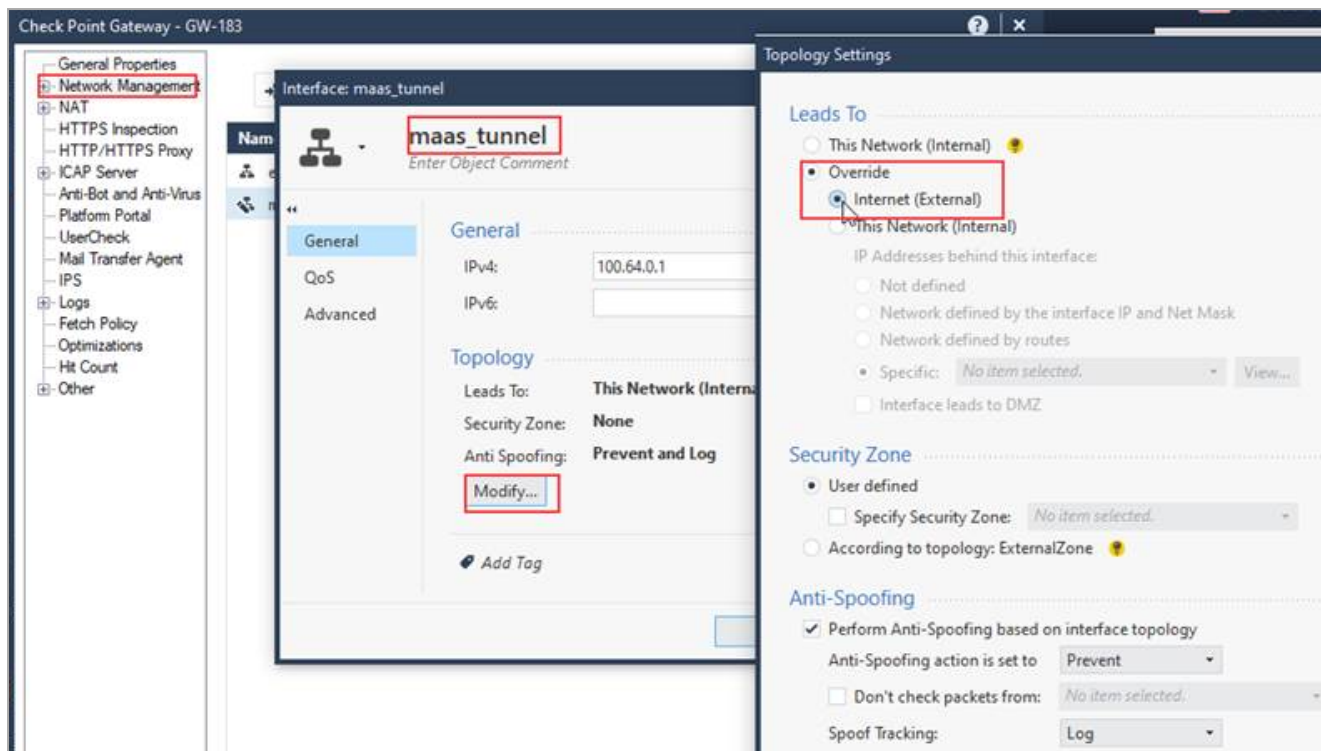 Check Point Gateway - GW-183
General Properties
Network Management
NAT
HTTPS Inspection
HTTP/HTTPS Proxy
ICAP Server
Anti-Bot and Anti-Virus
Platform Portal
UserCheck
Mail Transfer Agent
IPS
Logs
Fetch Policy
Optimizations
Hit Count
Other
Nam
Interface: maas_tunnel
maas_tunnel
Enter Object Comment
General
QoS
Advanced
General
IPv4: 100.64.0.1
IPv6:
Topology
Leads To: This Network (Interna
Security Zone: None
Anti Spoofing: Prevent and Log
Modify...
Add Tag
Topology Settings
Leads To
This Network (Internal)
Override
Internet (External)
This Network (Internal)
IP Addresses behind this interface:
Not defined
Network defined by the interface IP and Net Mask
Network defined by routes
Specific: No item selected. View...
Interface leads to DMZ
Security Zone
User defined
Specify Security Zone: No item selected.
According to topology: ExternalZone
Anti-Spoofing
Perform Anti-Spoofing based on interface topology
Anti-Spoofing action is set to Prevent
Don't check packets from: No item selected.
Spoof Tracking: Log